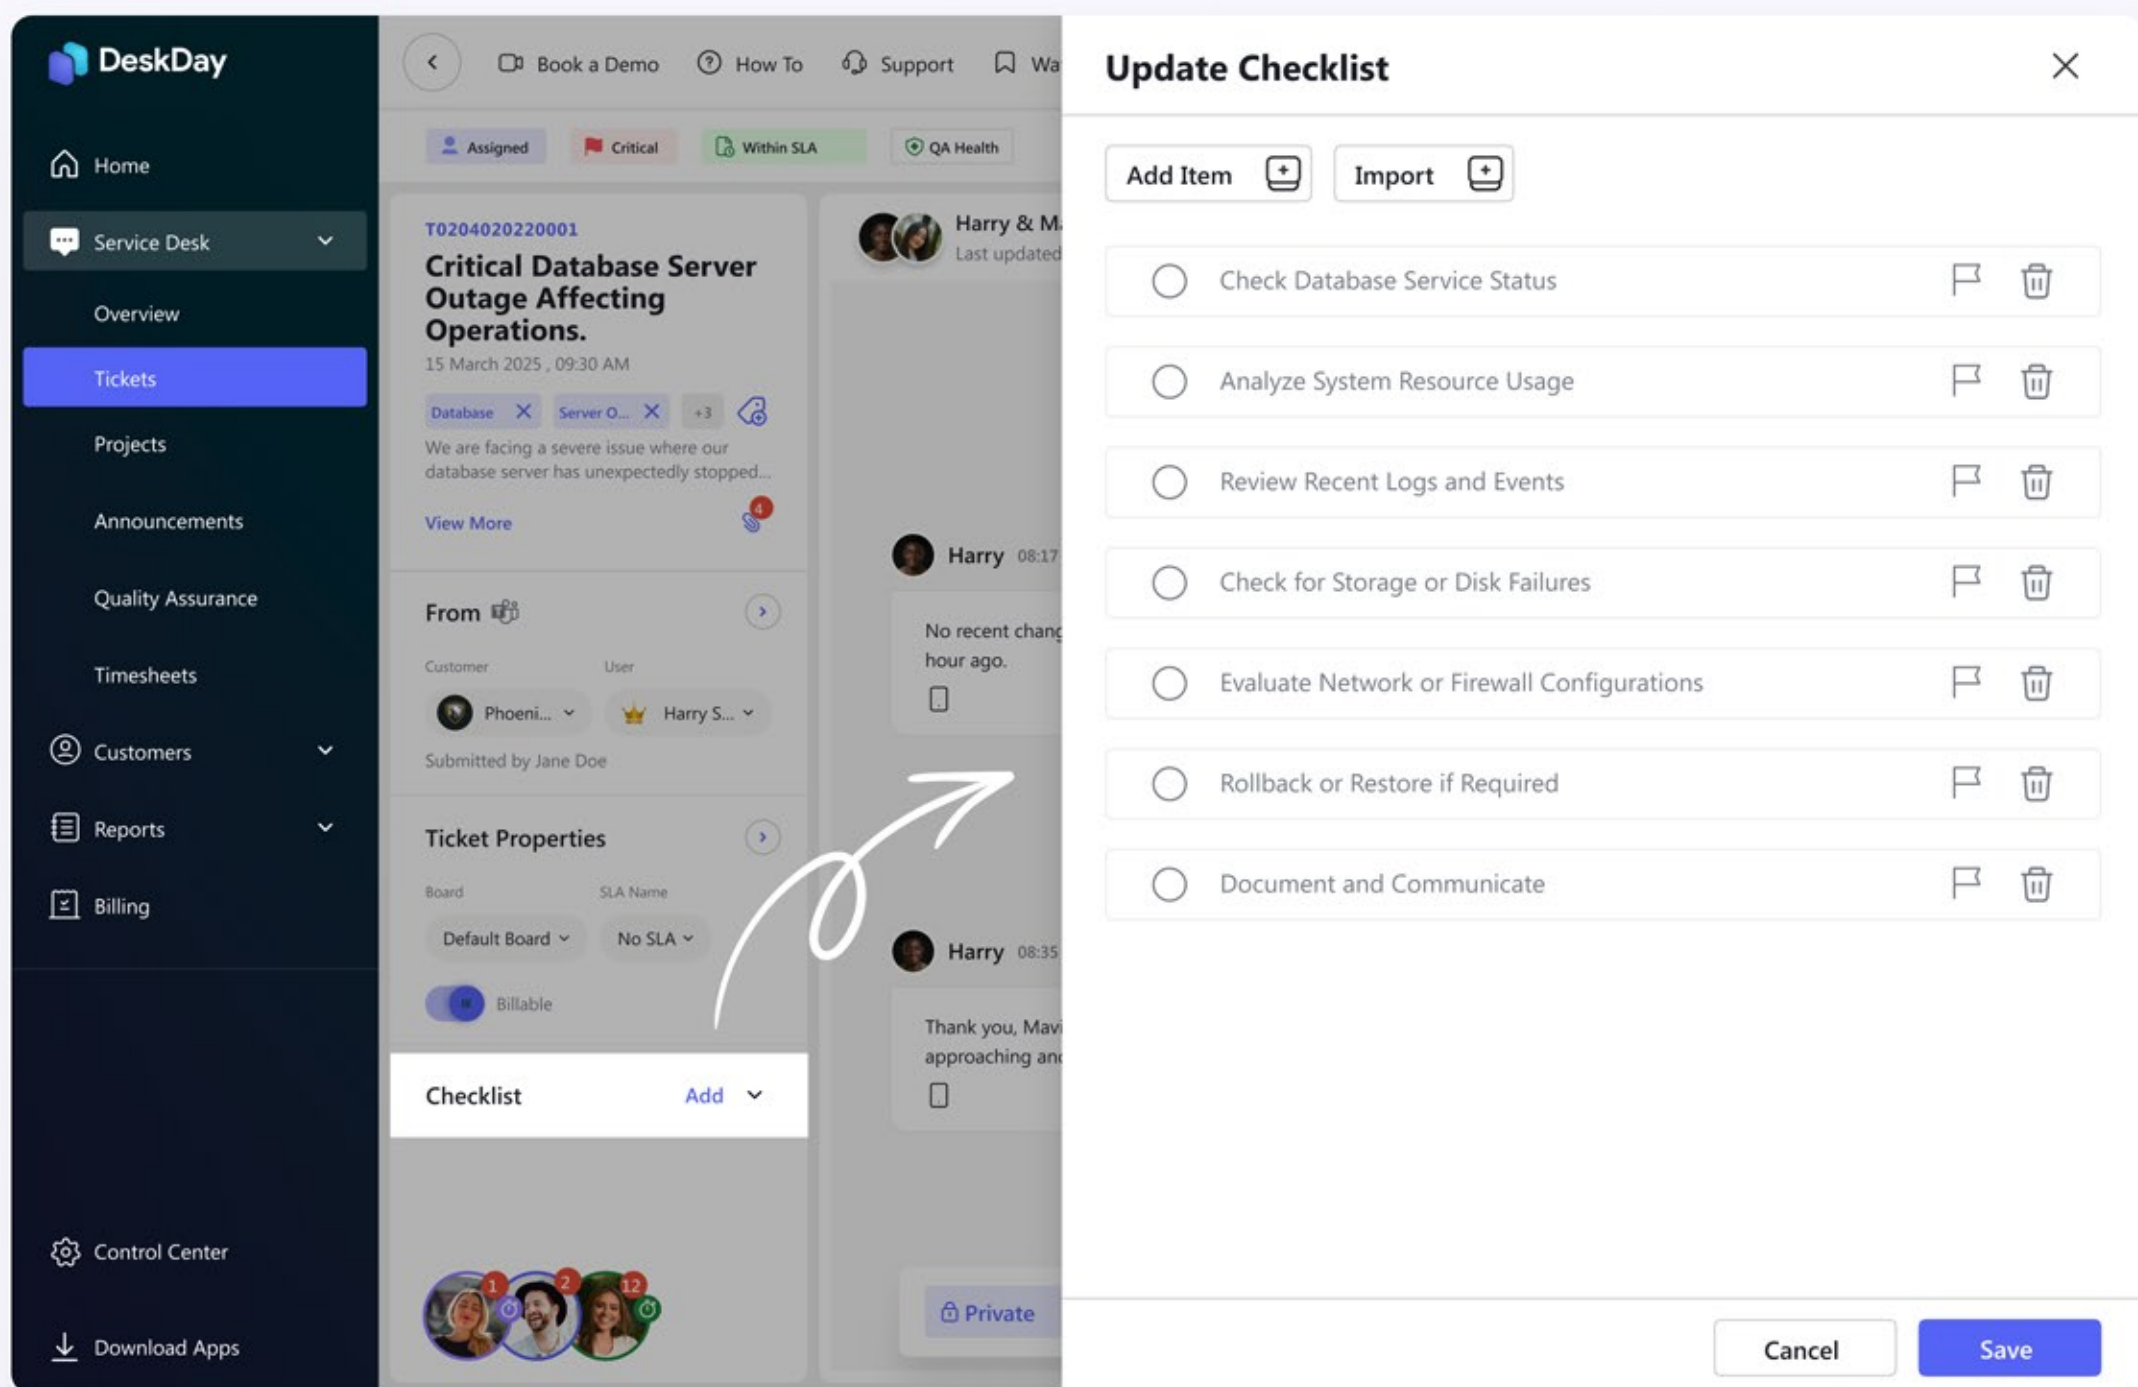 DeskDay
Home
Service Desk
Overview
Tickets
Projects
Announcements
Quality Assurance
Timesheets
Customers
Reports
Billing
Control Center
Download Apps
Book a Demo
How To
Support
Wa
Assigned
Critical
Within SLA
QA Health
T0204020220001
Critical Database Server
Outage Affecting
Operations.
15 March 2025 , 09:30 AM
Database
Server O...
+3
We are facing a severe issue where our
database server has unexpectedly stopped...
View More
4
From
Customer
User
Phoeni...
Harry S...
Submitted by Jane Doe
Ticket Properties
Board
SLA Name
Default Board
No SLA
Billable
Checklist
Add
1
2
12
Harry & Ma
Last updated
Harry 08:17
No recent chang
hour ago.
Harry 08:35
Thank you, Mavi
approaching and
Private
Update Checklist
Add Item
Import
Check Database Service Status
Analyze System Resource Usage
Review Recent Logs and Events
Check for Storage or Disk Failures
Evaluate Network or Firewall Configurations
Rollback or Restore if Required
Document and Communicate
Cancel
Save